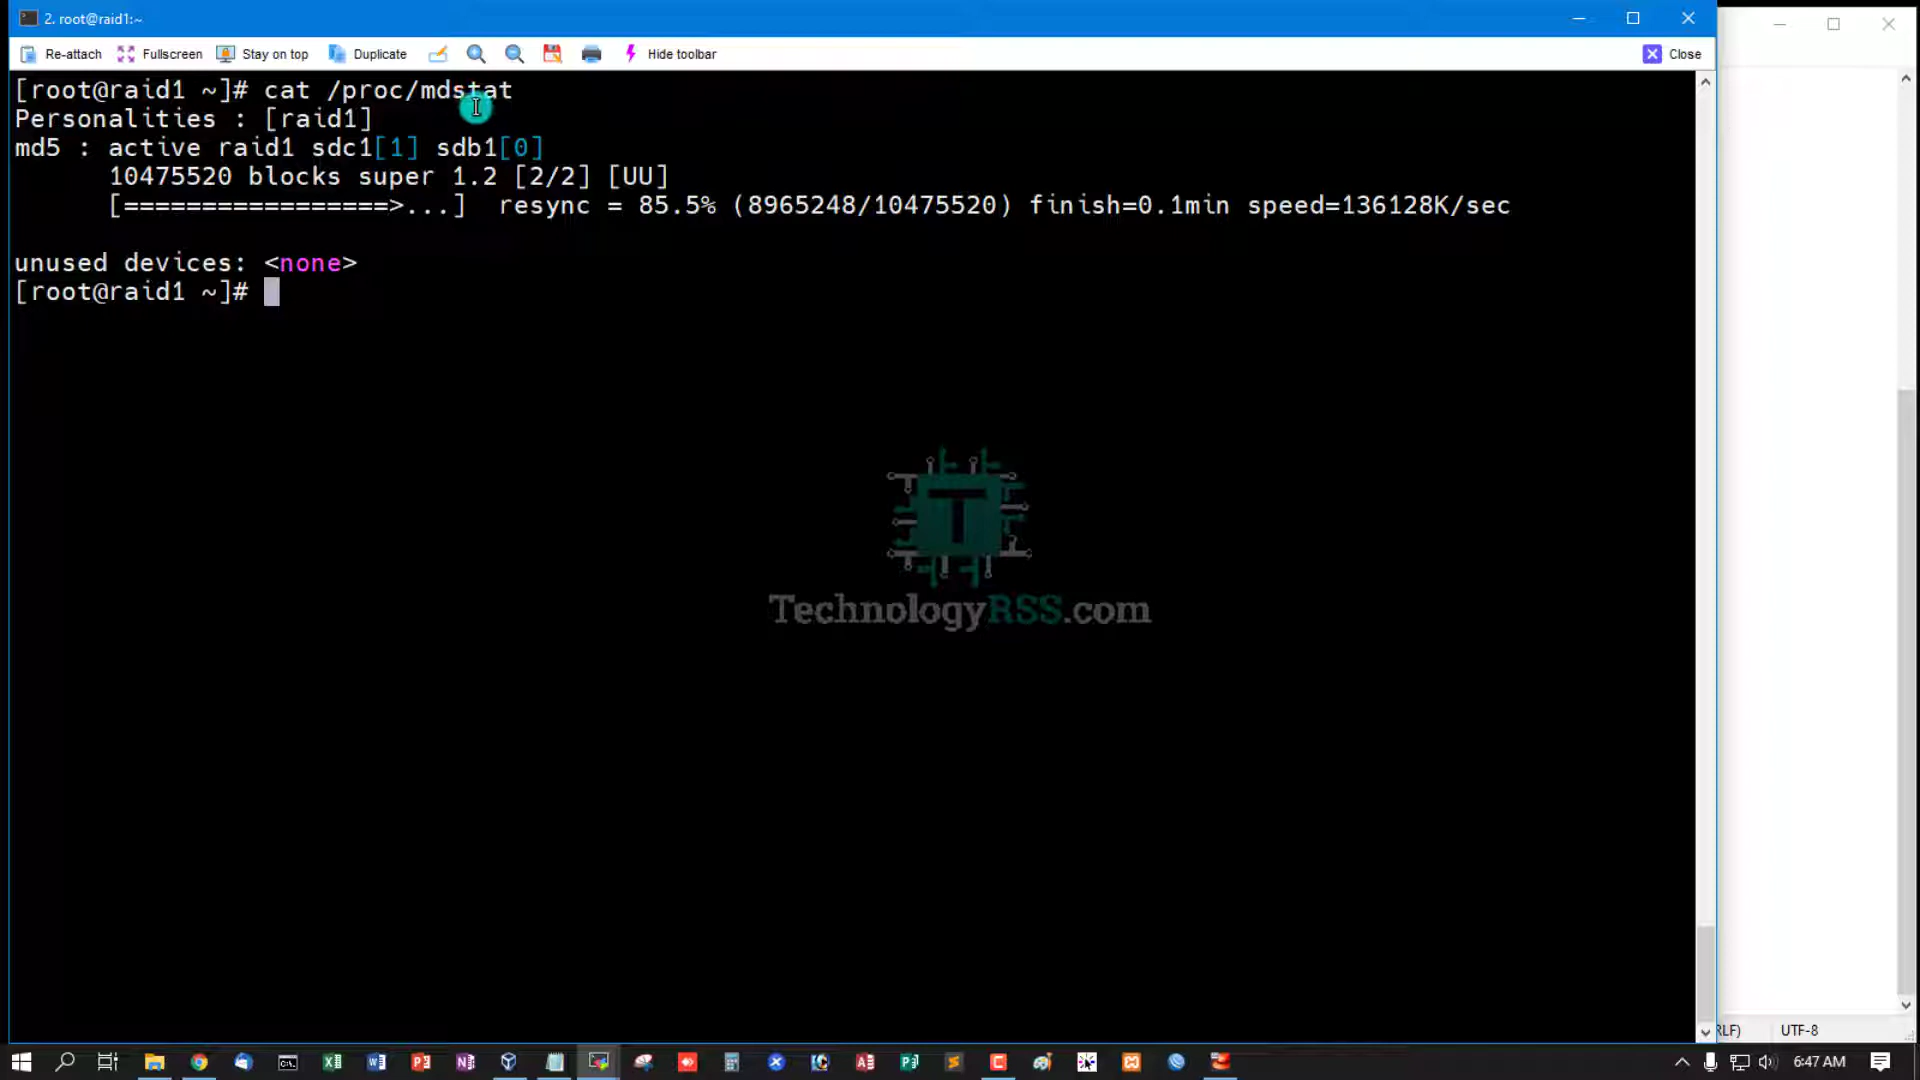 2. root@raid1:~
Re-attach Fullscreen Stay on top Duplicate Hide toolbar Close
[root@raid1 ~]# cat /proc/mdstat
Personalities : [raid1]
md5 : active raid1 sdc1[1] sdb1[0]
10475520 blocks super 1.2 [2/2] [UU]
[=================>...] resync = 85.5% (8965248/10475520) finish=0.1min speed=136128K/sec
unused devices: <none>
[root@raid1 ~]#
T
TechnologyRSS.com
RLF) UTF-8
6:47 AM